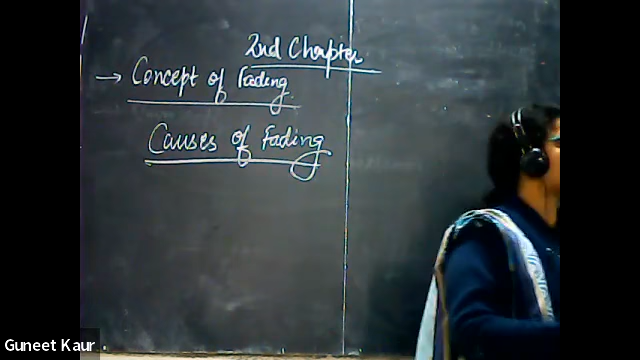 2nd Chapter
→ Concept of Fading
Causes of Fading
Guneet Kaur